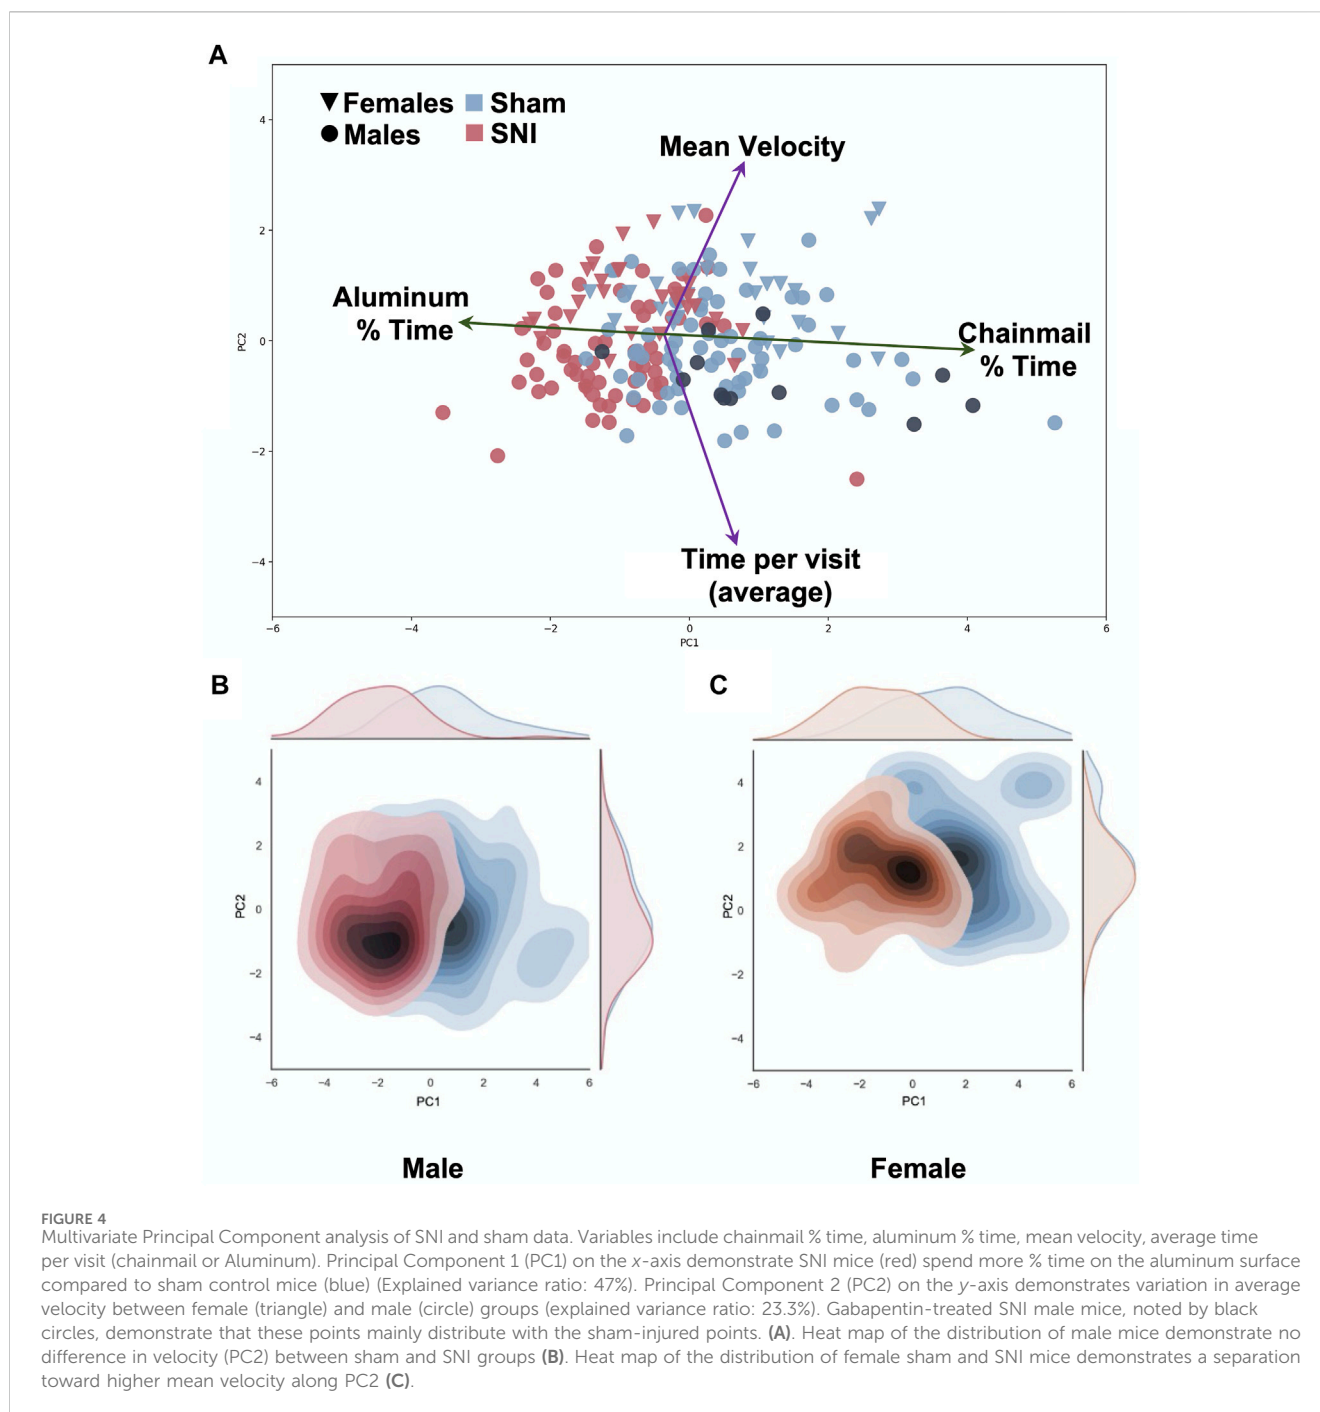 A
Females Sham
Males SNI
Mean Velocity
Aluminum
% Time
Chainmail
% Time
Time per visit
(average)
PC2
4
2
0
−2
−4
−6 −4 −2 0 2 4 6
PC1
B
PC2
4
2
0
−2
−4
−6 −4 −2 0 2 4 6
PC1
Male
C
PC2
4
2
0
−2
−4
−6 −4 −2 0 2 4 6
PC1
Female
FIGURE 4
Multivariate Principal Component analysis of SNI and sham data. Variables include chainmail % time, aluminum % time, mean velocity, average time
per visit (chainmail or Aluminum). Principal Component 1 (PC1) on the x-axis demonstrate SNI mice (red) spend more % time on the aluminum surface
compared to sham control mice (blue) (Explained variance ratio: 47%). Principal Component 2 (PC2) on the y-axis demonstrates variation in average
velocity between female (triangle) and male (circle) groups (explained variance ratio: 23.3%). Gabapentin-treated SNI male mice, noted by black
circles, demonstrate that these points mainly distribute with the sham-injured points. (A). Heat map of the distribution of male mice demonstrate no
difference in velocity (PC2) between sham and SNI groups (B). Heat map of the distribution of female sham and SNI mice demonstrates a separation
toward higher mean velocity along PC2 (C).